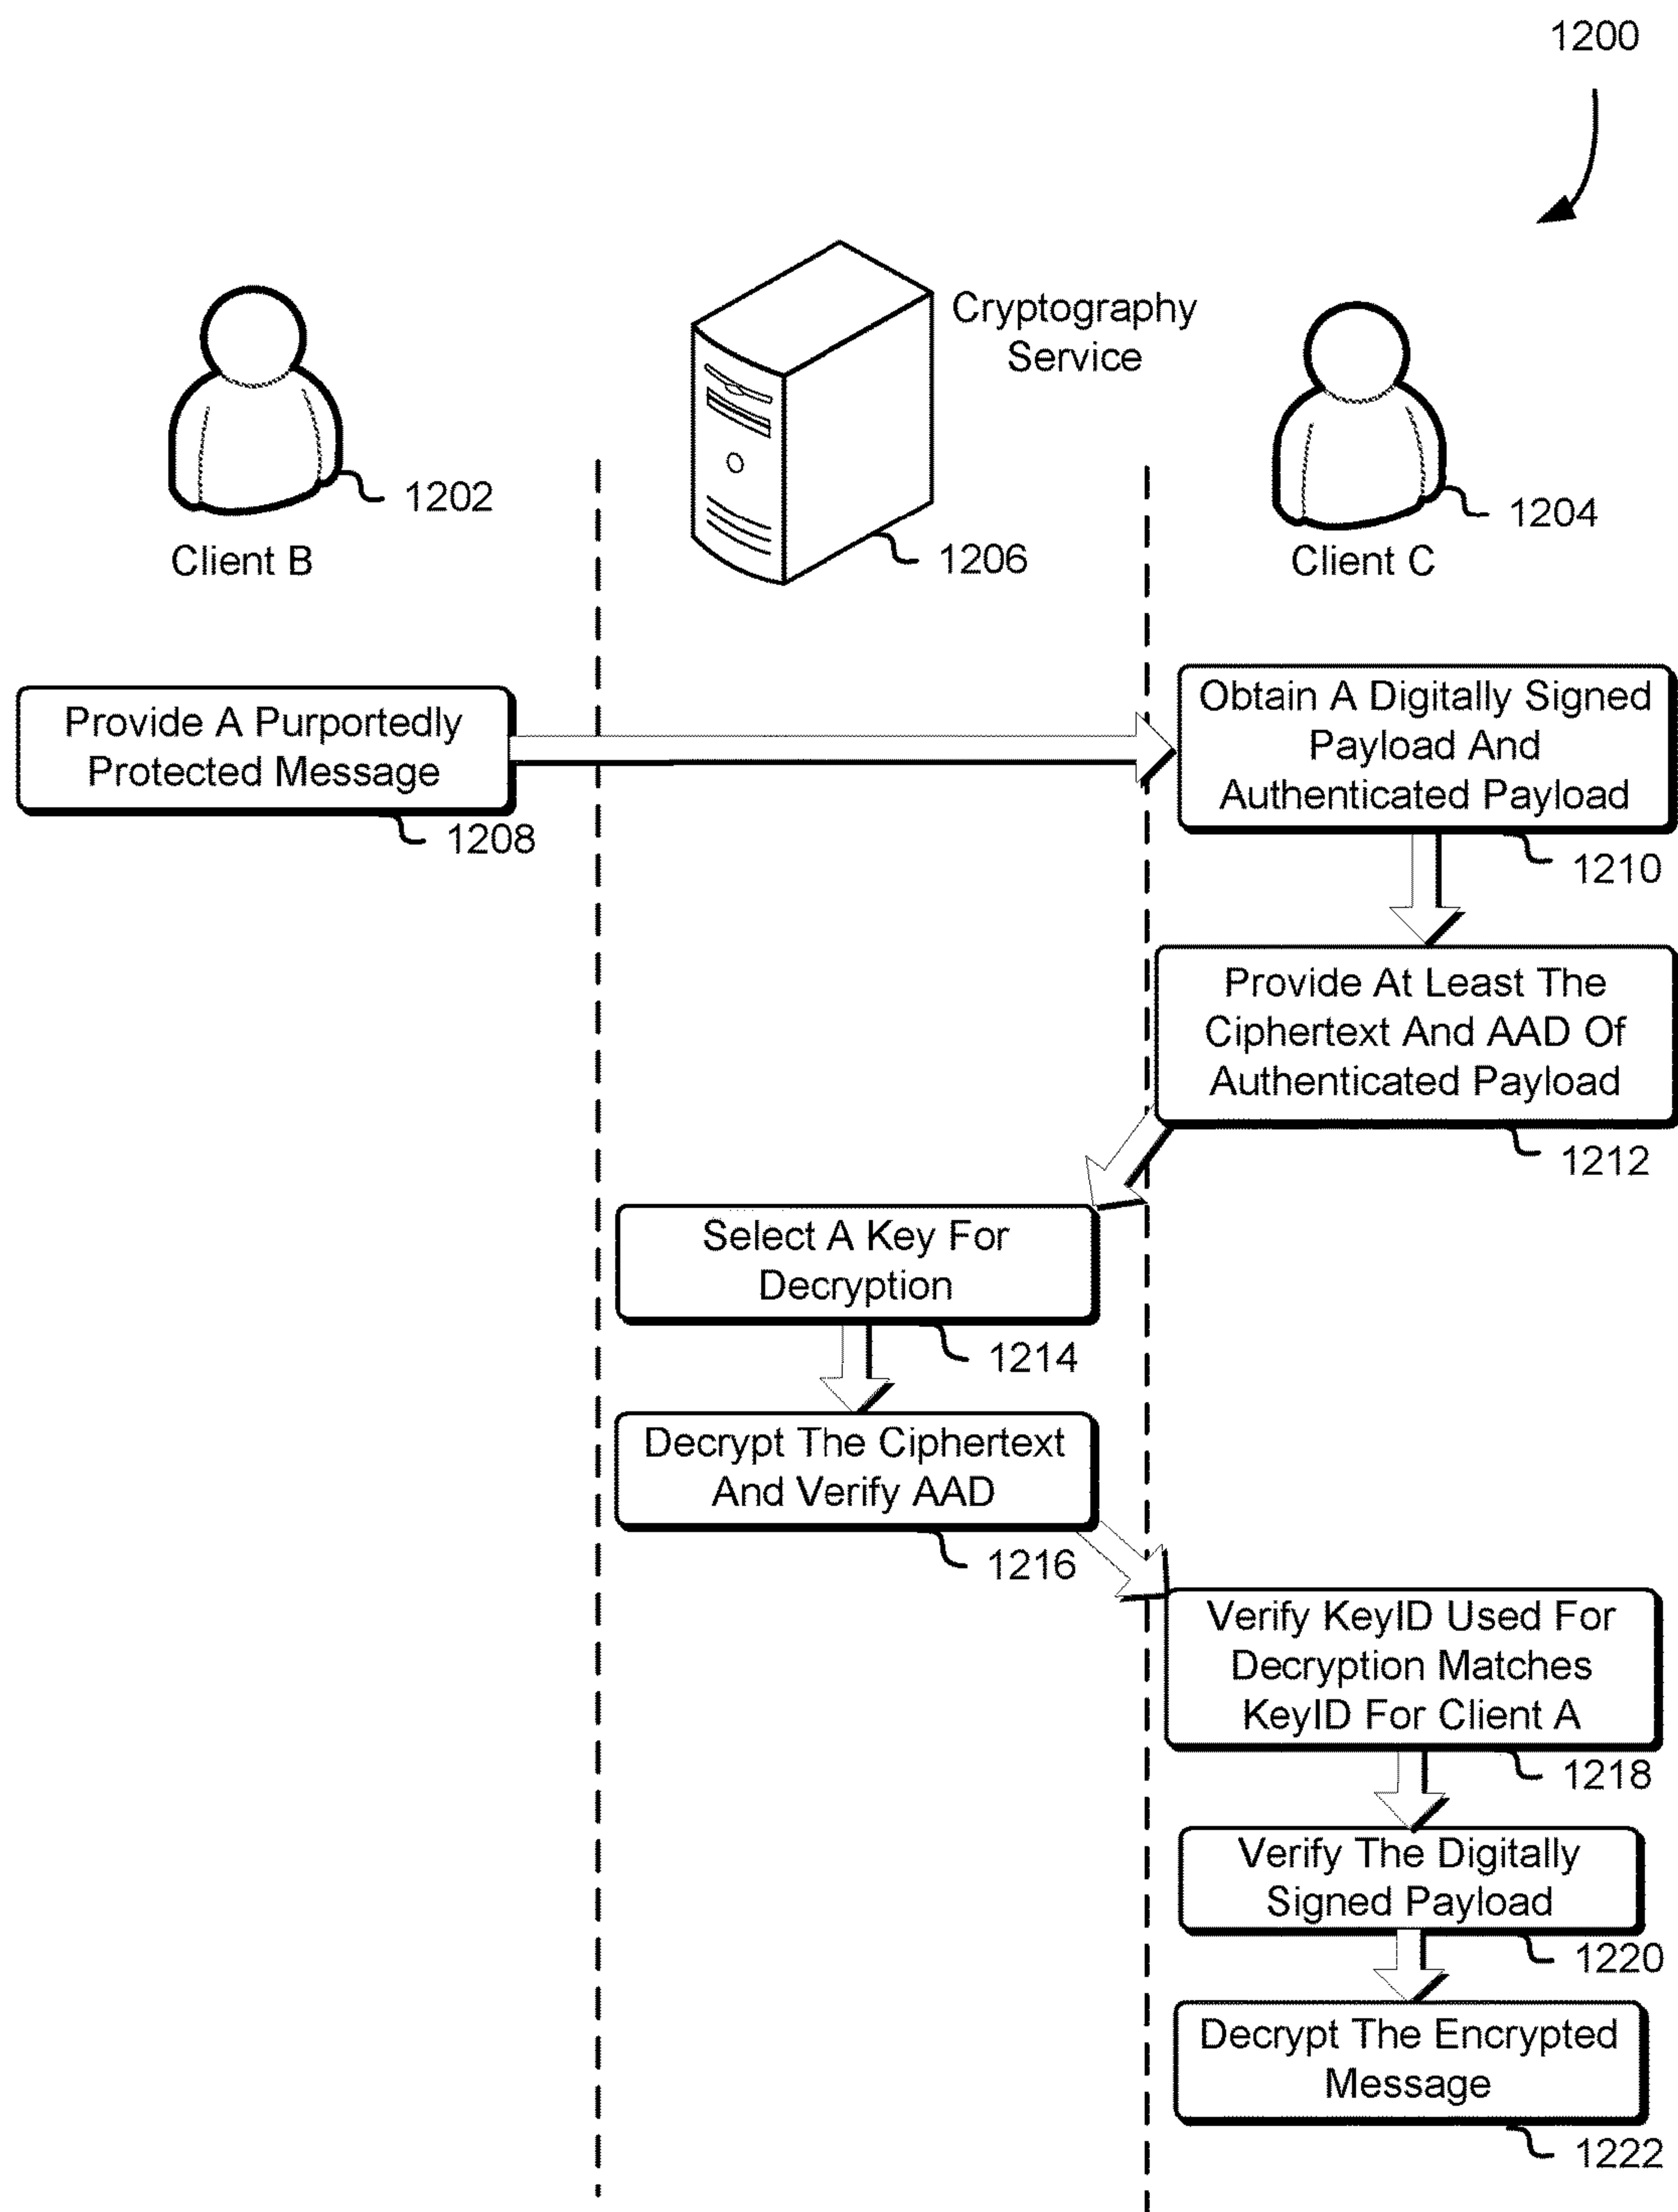 1200
Cryptography
Service
1202
1204
1206
Client B
Client C
Provide A Purportedly
Protected Message
1208
Obtain A Digitally Signed
Payload And
Authenticated Payload
1210
Provide At Least The
Ciphertext And AAD Of
Authenticated Payload
1212
Select A Key For
Decryption
1214
Decrypt The Ciphertext
And Verify AAD
1216
Verify KeyID Used For
Decryption Matches
KeyID For Client A
1218
Verify The Digitally
Signed Payload
1220
Decrypt The Encrypted
Message
1222